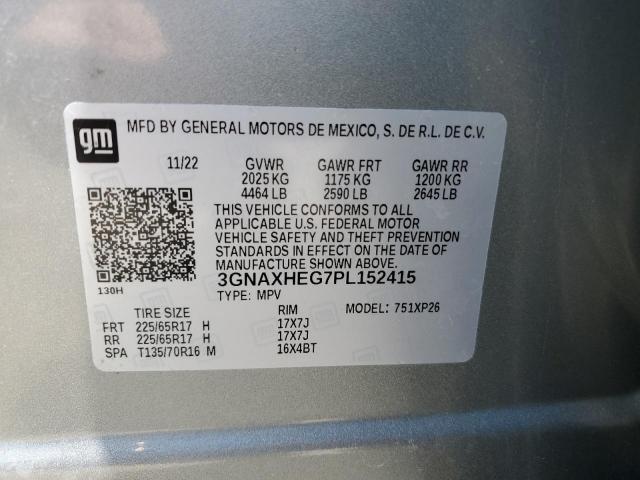 gm MFD BY GENERAL MOTORS DE MEXICO, S. DE R.L. DE C.V.
11/22 GVWR GAWR FRT GAWR RR
2025 KG 1175 KG 1200 KG
4464 LB 2590 LB 2645 LB
THIS VEHICLE CONFORMS TO ALL
APPLICABLE U.S. FEDERAL MOTOR
VEHICLE SAFETY AND THEFT PREVENTION
STANDARDS IN EFFECT ON THE DATE OF
MANUFACTURE SHOWN ABOVE.
130H 3GNAXHEG7PL152415
TYPE: MPV MODEL: 751XP26
TIRE SIZE RIM
FRT 225/65R17 H 17X7J
RR 225/65R17 H 17X7J
SPA T135/70R16 M 16X4BT